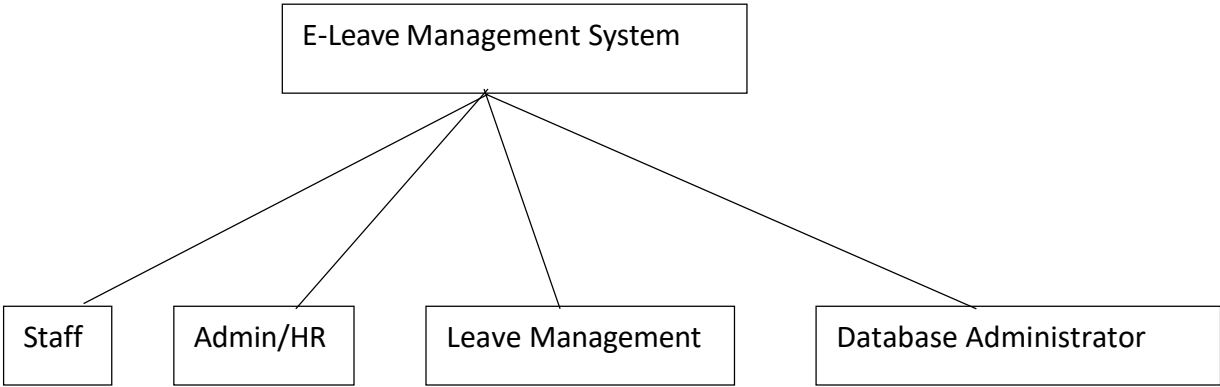 E-Leave Management System
Staff
Admin/HR
Leave Management
Database Administrator